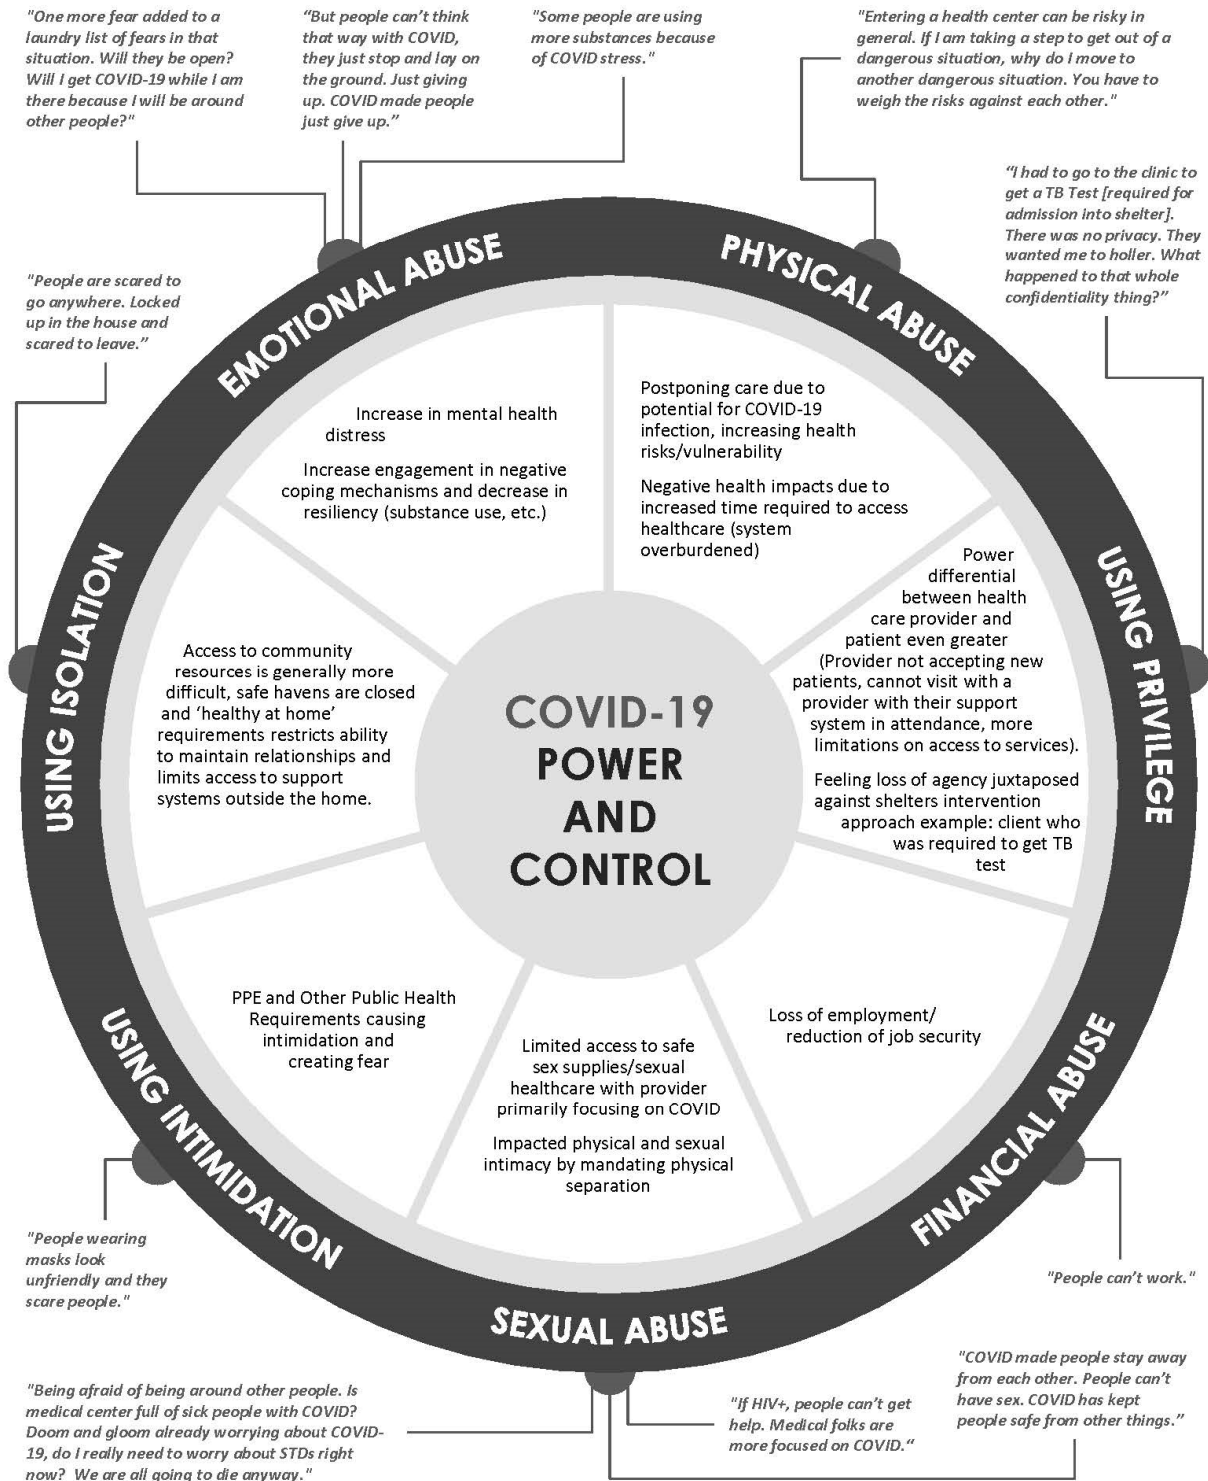 "One more fear added to a
laundry list of fears in that
situation. Will they be open?
Will I get COVID-19 while I am
there because I will be around
other people?"
“But people can’t think
that way with COVID,
they just stop and lay on
the ground. Just giving
up. COVID made people
just give up.”
"Some people are using
more substances because
of COVID stress."
"Entering a health center can be risky in
general. If I am taking a step to get out of a
dangerous situation, why do I move to
another dangerous situation. You have to
weigh the risks against each other."
“I had to go to the clinic to
get a TB Test [required for
admission into shelter].
There was no privacy. They
wanted me to holler. What
happened to that whole
confidentiality thing?”
"People are scared to
go anywhere. Locked
up in the house and
scared to leave.”
EMOTIONAL ABUSE
PHYSICAL ABUSE
USING PRIVILEGE
FINANCIAL ABUSE
SEXUAL ABUSE
USING INTIMIDATION
USING ISOLATION
Increase in mental health
distress
Increase engagement in negative
coping mechanisms and decrease in
resiliency (substance use, etc.)
Postponing care due to
potential for COVID-19
infection, increasing health
risks/vulnerability
Negative health impacts due to
increased time required to access
healthcare (system
overburdened)
Power
differential
between health
care provider and
patient even greater
(Provider not accepting new
patients, cannot visit with a
provider with their support
system in attendance, more
limitations on access to services).
Feeling loss of agency juxtaposed
against shelters intervention
approach example: client who
was required to get TB
test
Access to community
resources is generally more
difficult, safe havens are closed
and ‘healthy at home’
requirements restricts ability
to maintain relationships and
limits access to support
systems outside the home.
COVID-19
POWER
AND
CONTROL
PPE and Other Public Health
Requirements causing
intimidation and
creating fear
Limited access to safe
sex supplies/sexual
healthcare with provider
primarily focusing on COVID
Impacted physical and sexual
intimacy by mandating physical
separation
Loss of employment/
reduction of job security
"People wearing
masks look
unfriendly and they
scare people."
"People can’t work."
"Being afraid of being around other people. Is
medical center full of sick people with COVID?
Doom and gloom already worrying about COVID-
19, do I really need to worry about STDs right
now?  We are all going to die anyway."
"If HIV+, people can’t get
help. Medical folks are
more focused on COVID.“
"COVID made people stay away
from each other. People can’t
have sex. COVID has kept
people safe from other things.”